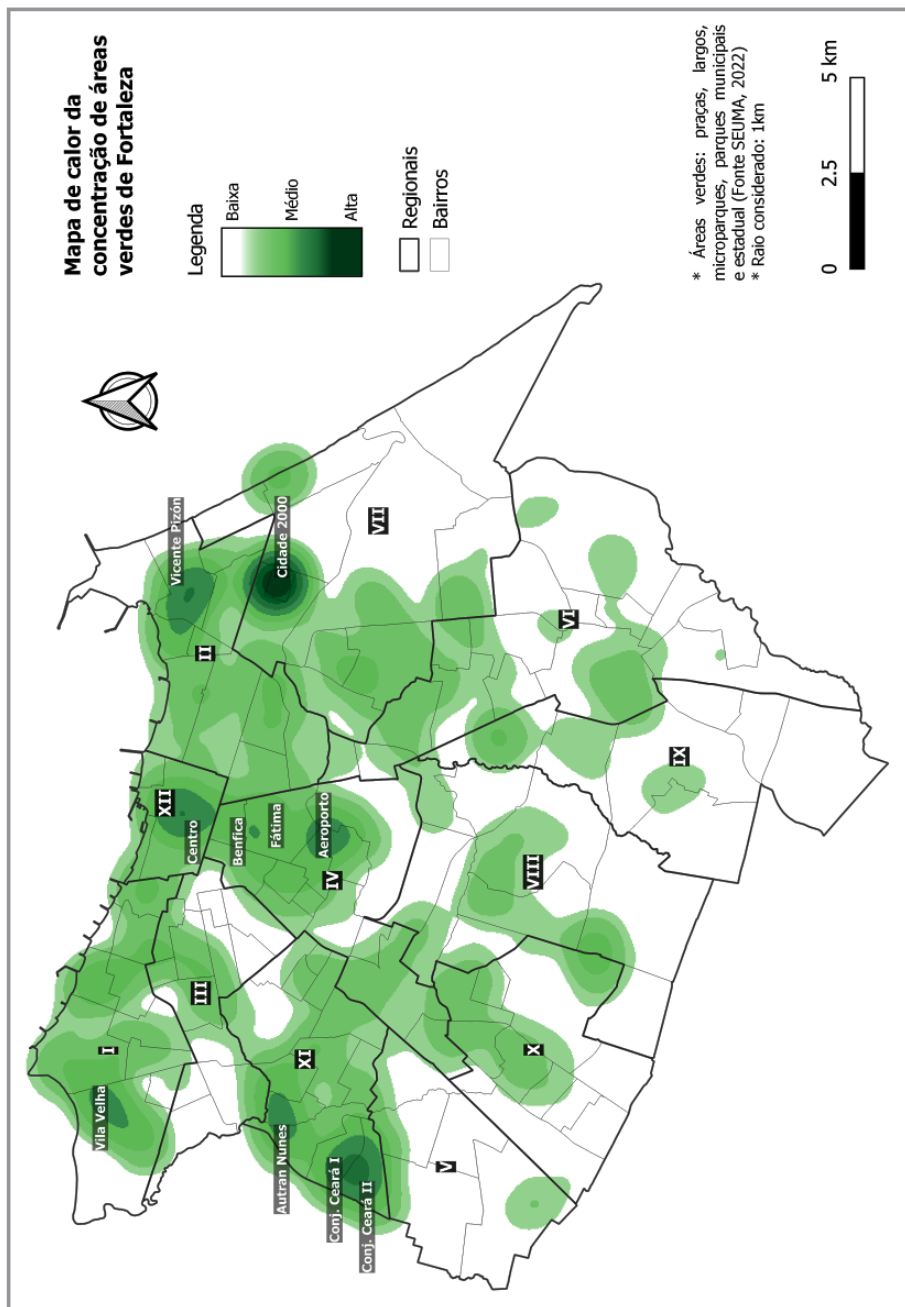 Mapa de calor da
concentração de áreas
verdes de Fortaleza
Legenda
Baixa
Médio
Alta
Regionais
Bairros
Vila Velha
I
III
Autran Nunes
XI
Conj. Ceará I
Conj. Ceará II
XII
Centro
Benfica
Fátima
Aeroporto
IV
II
Vicente Pizón
Cidade 2000
VII
V
X
VIII
VI
IX
* Áreas verdes: praças, largos,
microparques, parques municipais
e estadual (Fonte SEUMA, 2022)
* Raio considerado: 1km
0 2.5 5 km